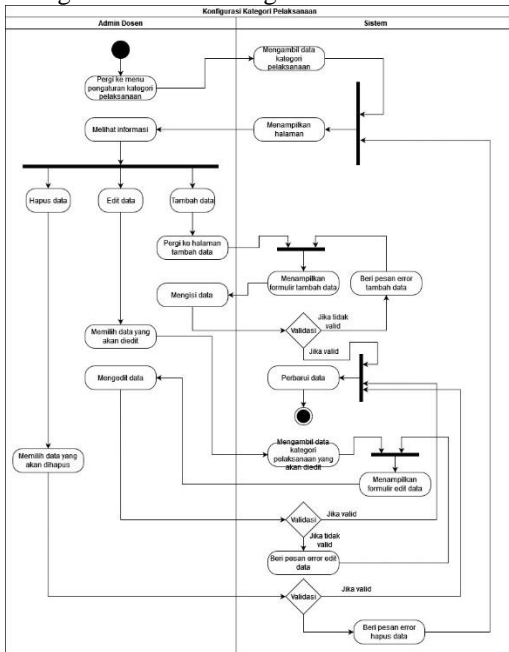 Konfigurasi Kategori Pelaksanaan
Admin Dosen
Sistem
Pergi ke menu
pengaturan kategori
pelaksanaan
Mengambil data
kategori
pelaksanaan
Melihat informasi
Menampilkan
halaman
Hapus data
Edit data
Tambah data
Pergi ke halaman
tambah data
Menampilkan
formulir tambah data
Beri pesan error
tambah data
Mengisi data
Validasi
Jika tidak
valid
Jika valid
Memilih data yang
akan diedit
Mengedit data
Perbarui data
Memilih data yang
akan dihapus
Mengambil data
kategori
pelaksanaan yang
akan diedit
Menampilkan
formulir edit data
Validasi
Jika valid
Jika tidak
valid
Beri pesan error edit
data
Validasi
Jika valid
Beri pesan error
hapus data